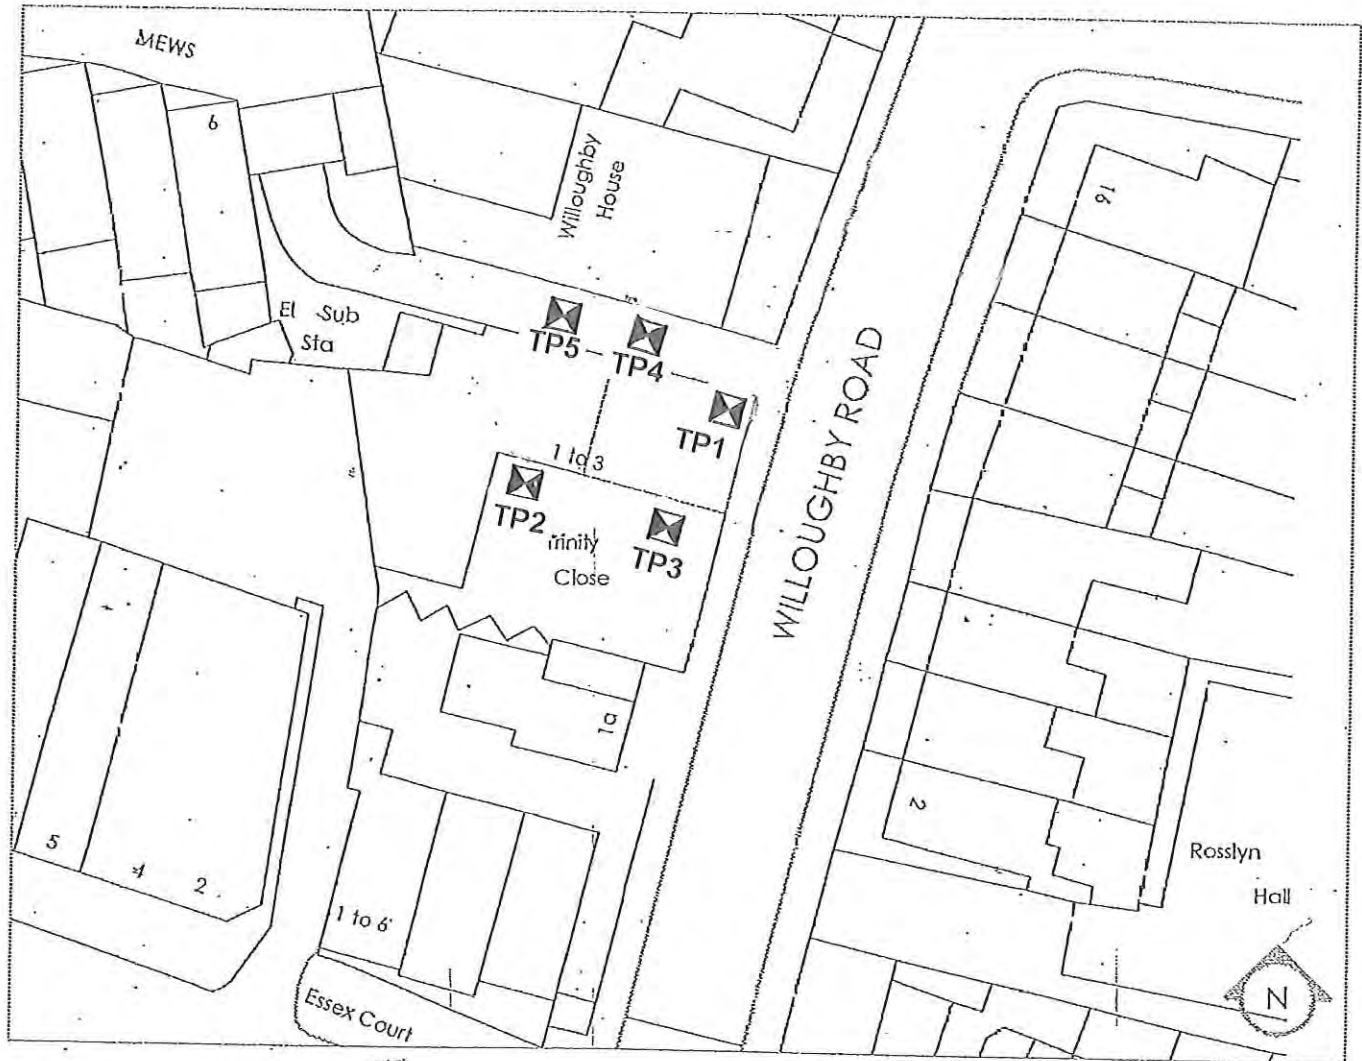 MEWS
6
Willoughby
House
16
El Sub
Sta
TP5
TP4
TP1
1 to 3
TP2
TP3
rinity
Close
WILLOUGHBY ROAD
1a
2
Rosslyn
Hall
5
4
2
1 to 6
Essex Court
N